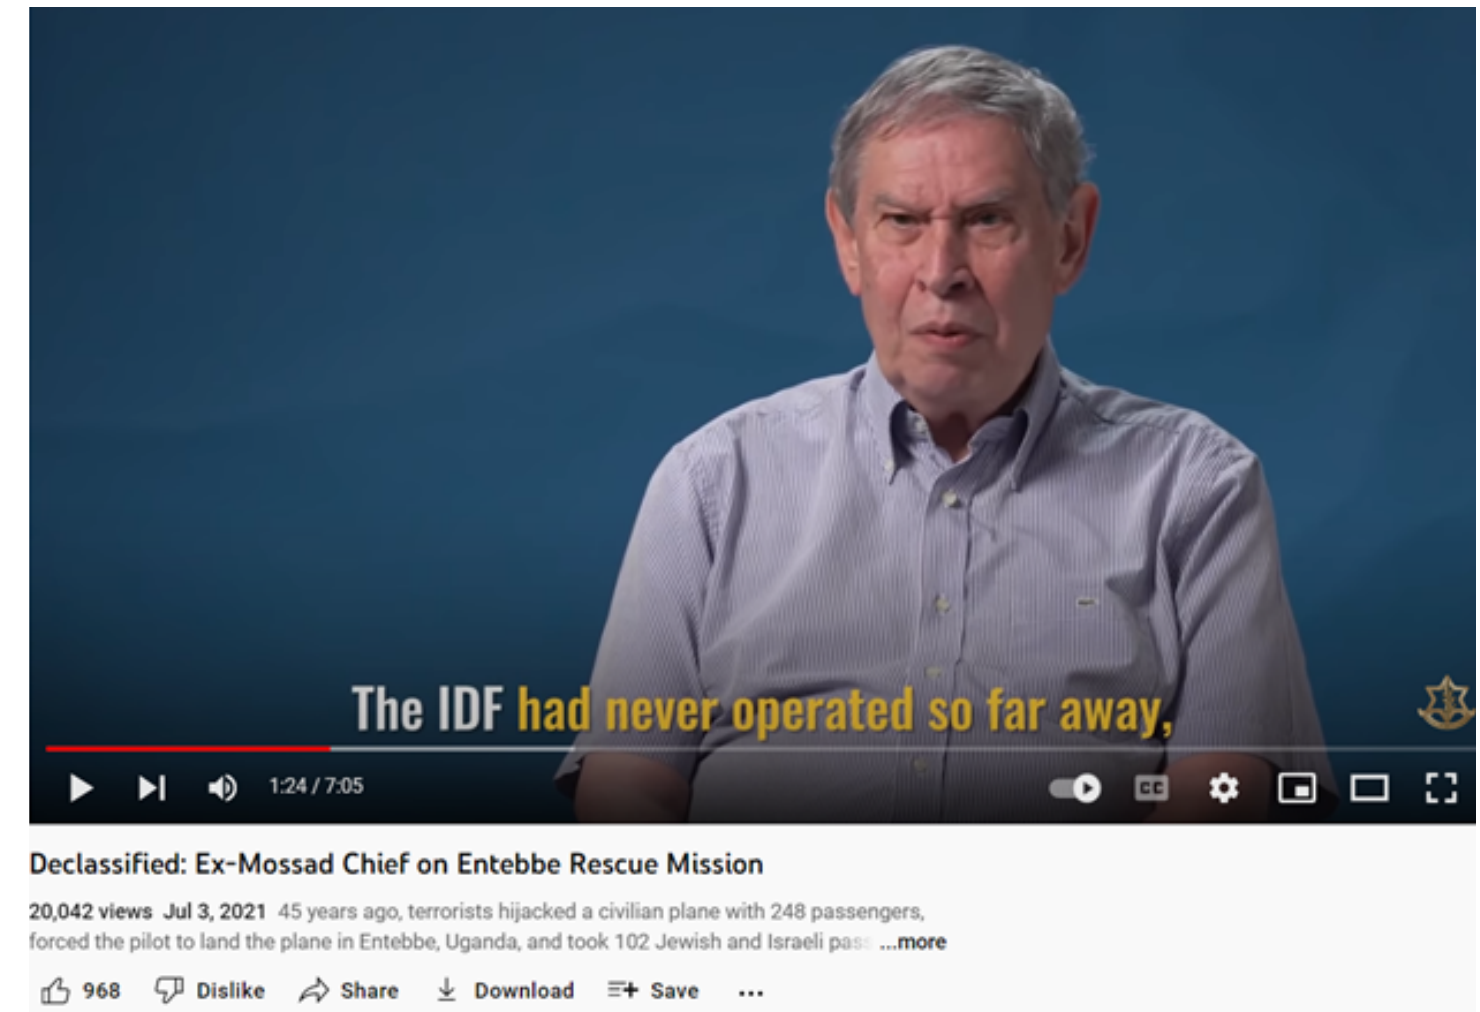 The IDF had never operated so far away,
1:24 / 7:05
CC
Declassified: Ex-Mossad Chief on Entebbe Rescue Mission
20,042 views Jul 3, 2021 45 years ago, terrorists hijacked a civilian plane with 248 passengers,
forced the pilot to land the plane in Entebbe, Uganda, and took 102 Jewish and Israeli pass ...more
968 Dislike Share Download Save ...